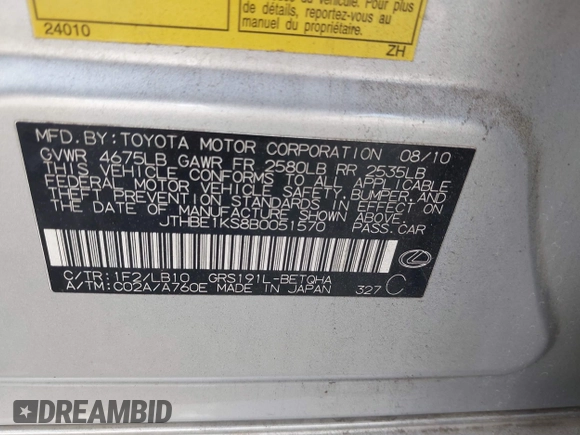 du véhicule. Pour plus
de détails, reportez-vous au
manuel du propriétaire.
24010
ZH
MFD. BY: TOYOTA MOTOR CORPORATION 08/10
GVWR 4675LB GAWR FR 2580LB RR 2535LB
THIS VEHICLE CONFORMS TO ALL APPLICABLE
FEDERAL MOTOR VEHICLE SAFETY, BUMPER, AND
THEFT PREVENTION STANDARDS IN EFFECT ON
THE DATE OF MANUFACTURE SHOWN ABOVE.
JTHBE1KS8B0051570 PASS.CAR
C/TR: 1F2/LB10 GRS191L-BETQHA
A/TM: C02A/A760E MADE IN JAPAN 327 C
DREAMBID